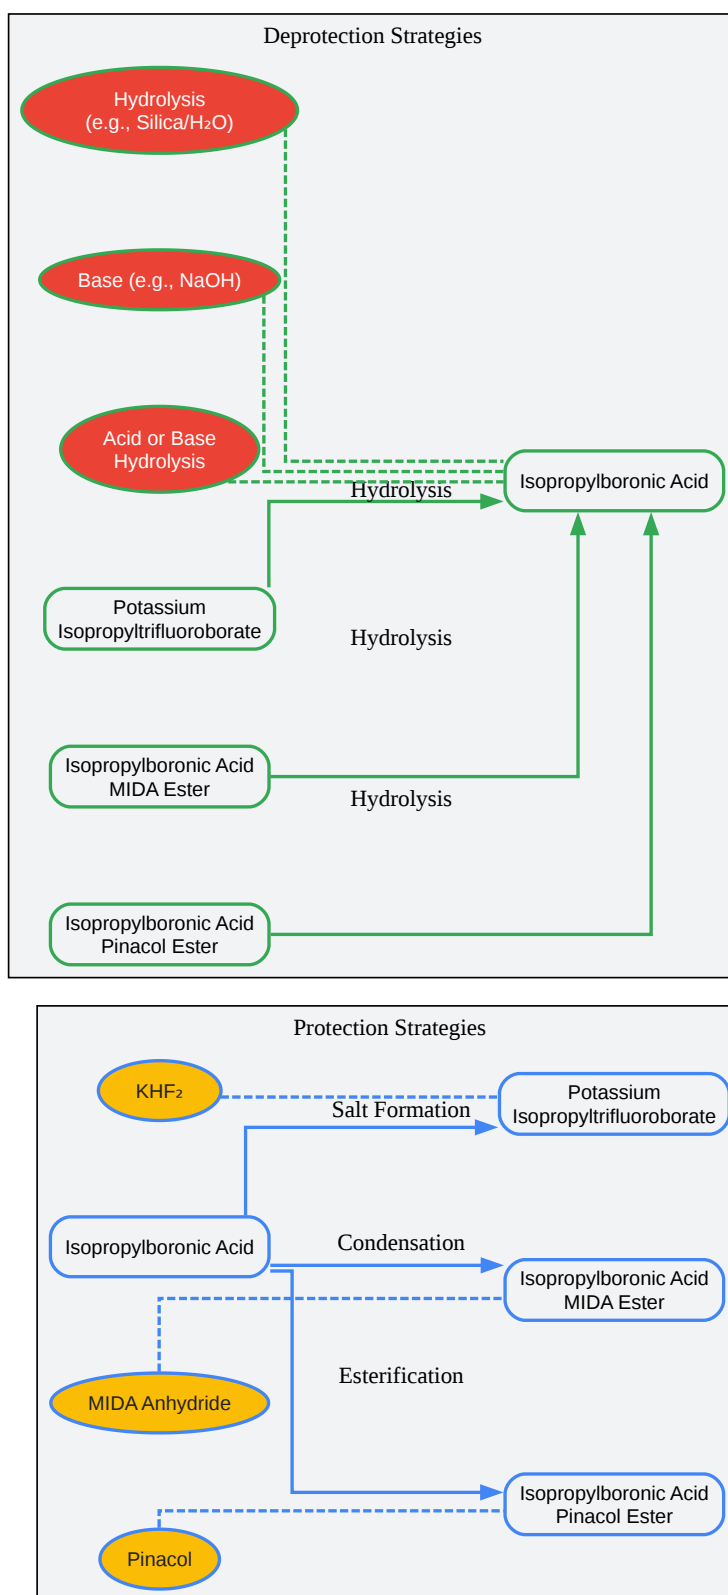 Deprotection Strategies
Hydrolysis
(e.g., Silica/H₂O)
Base (e.g., NaOH)
Acid or Base
Hydrolysis
Isopropylboronic Acid
Hydrolysis
Potassium
Isopropyltrifluoroborate
Hydrolysis
Isopropylboronic Acid
MIDA Ester
Hydrolysis
Isopropylboronic Acid
Pinacol Ester
Protection Strategies
KHF₂
Potassium
Isopropyltrifluoroborate
Salt Formation
Isopropylboronic Acid
Condensation
Isopropylboronic Acid
MIDA Ester
MIDA Anhydride
Esterification
Isopropylboronic Acid
Pinacol Ester
Pinacol